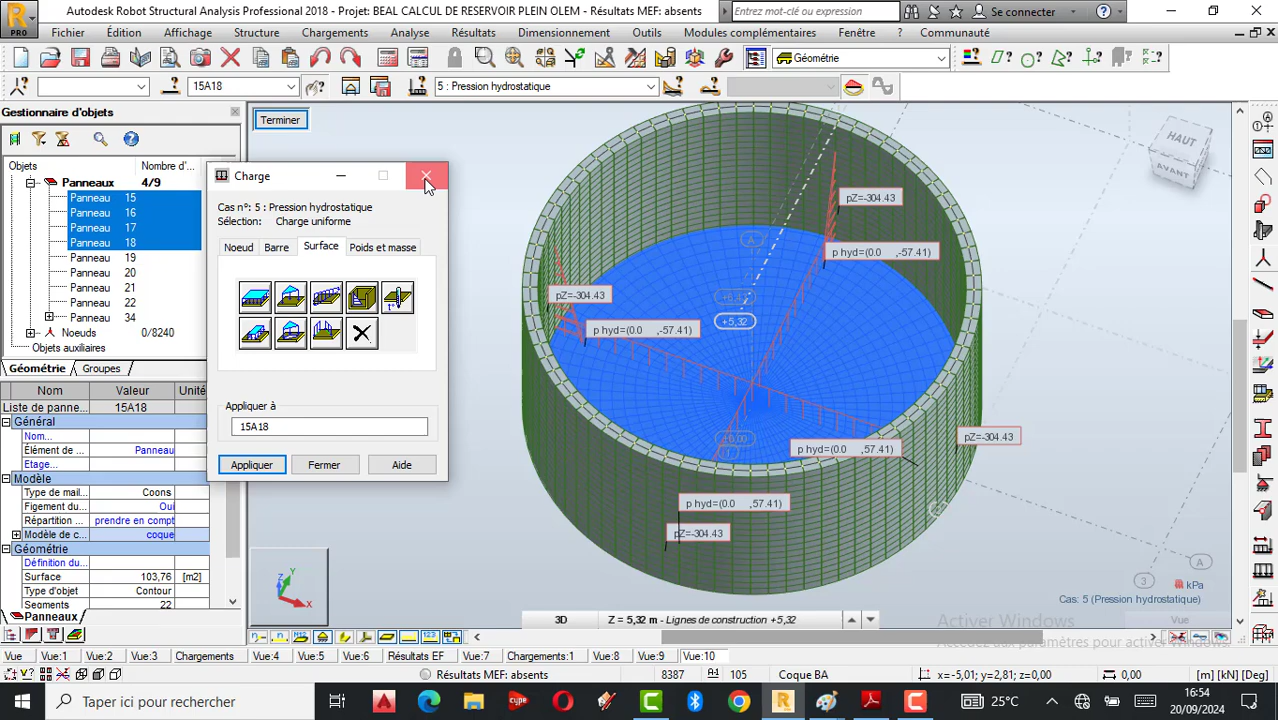 Autodesk Robot Structural Analysis Professional 2018 - Projet: BEAL CALCUL DE RESERVOIR PLEIN OLEM - Résultats MEF: absents
Entrez mot-clé ou expression
Se connecter
PRO
Fichier Édition Affichage Structure Chargements Analyse Résultats Dimensionnement Outils Modules complémentaires Fenêtre ? Communauté
Géométrie
15A18
5 : Pression hydrostatique
Gestionnaire d'objets
Terminer
Objets Nombre d'...
Panneaux 4/9
Panneau 15
Panneau 16
Panneau 17
Panneau 18
Panneau 19
Panneau 20
Panneau 21
Panneau 22
Panneau 34
Noeuds 0/8240
Objets auxiliaires
Géométrie Groupes
Nom Valeur Unité
Liste de panne... 15A18
Général
Nom...
Élément de ... Panneau
Etage...
Modèle
Type de mail... Coons
Figement du... Oui
Répartition ... prendre en compt
Modèle de c... coque
Géométrie
Définition du...
Surface 103,76 [m2]
Type d'objet Contour
Segments 22
Panneaux
Charge
Cas n°: 5 : Pression hydrostatique
Sélection: Charge uniforme
Noeud Barre Surface Poids et masse
Appliquer à
15A18
Appliquer Fermer Aide
HAUT
AVANT
pZ=-304.43
p hyd=(0.0 ,-57.41)
pZ=-304.43
p hyd=(0.0 ,-57.41)
A
+5,32
pZ=-304.43
p hyd=(0.0 ,57.41)
p hyd=(0.0 ,57.41)
pZ=-304.43
A
3
kPa
Cas: 5 (Pression hydrostatique)
Z
Y
X
3D Z = 5,32 m - Lignes de construction +5,32
Vue
Activer Windows
Accédez aux paramètres pour activer Windows.
Vue Vue:1 Vue:2 Vue:3 Chargements Vue:4 Vue:5 Vue:6 Résultats EF Vue:7 Chargements:1 Vue:8 Vue:9 Vue:10
Résultats MEF: absents 8387 105 Coque BA x=-5,01; y=2,81; z=0,00 0,00 [m] [kN] [Deg]
Taper ici pour rechercher
25°C
16:54
20/09/2024